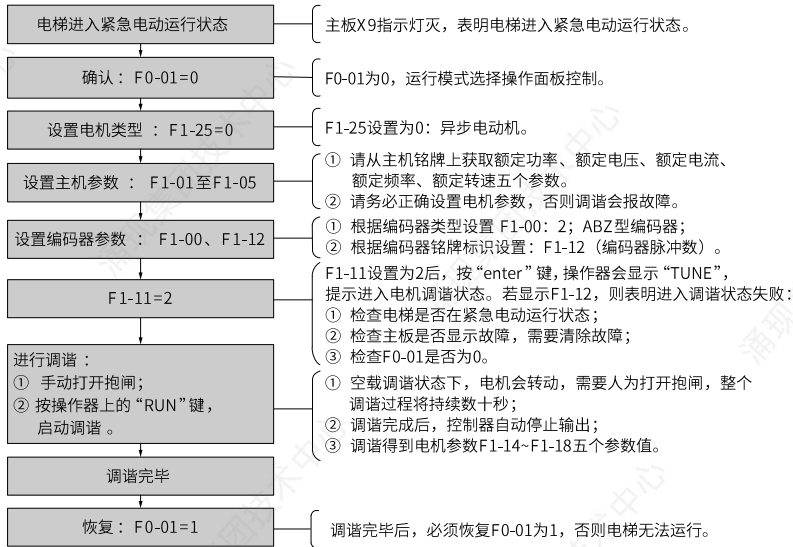 电梯进入紧急电动运行状态
主板X9指示灯灭，表明电梯进入紧急电动运行状态。
确认：F0-01=0
F0-01为0，运行模式选择操作面板控制。
设置电机类型 ：F1-25=0
F1-25设置为0：异步电动机。
设置主机参数 ： F1-01至F1-05
① 请从主机铭牌上获取额定功率、额定电压、额定电流、
额定频率、额定转速五个参数。
② 请务必正确设置电机参数，否则调谐会报故障。
设置编码器参数 ： F1-00、F1-12
① 根据编码器类型设置 F1-00：2；ABZ型编码器；
② 根据编码器铭牌标识设置：F1-12（编码器脉冲数）。
F1-11=2
F1-11设置为2后，按“enter”键，操作器会显示“TUNE”，
提示进入电机调谐状态。若显示F1-12，则表明进入调谐状态失败：
① 检查电梯是否在紧急电动运行状态；
② 检查主板是否显示故障，需要清除故障；
③ 检查F0-01是否为0。
进行调谐：
① 手动打开抱闸；
② 按操作器上的“RUN”键，
启动调谐 。
① 空载调谐状态下，电机会转动，需要人为打开抱闸，整个
调谐过程将持续数十秒；
② 调谐完成后，控制器自动停止输出；
③ 调谐得到电机参数F1-14~F1-18五个参数值。
调谐完毕
恢复：F0-01=1
调谐完毕后，必须恢复F0-01为1，否则电梯无法运行。